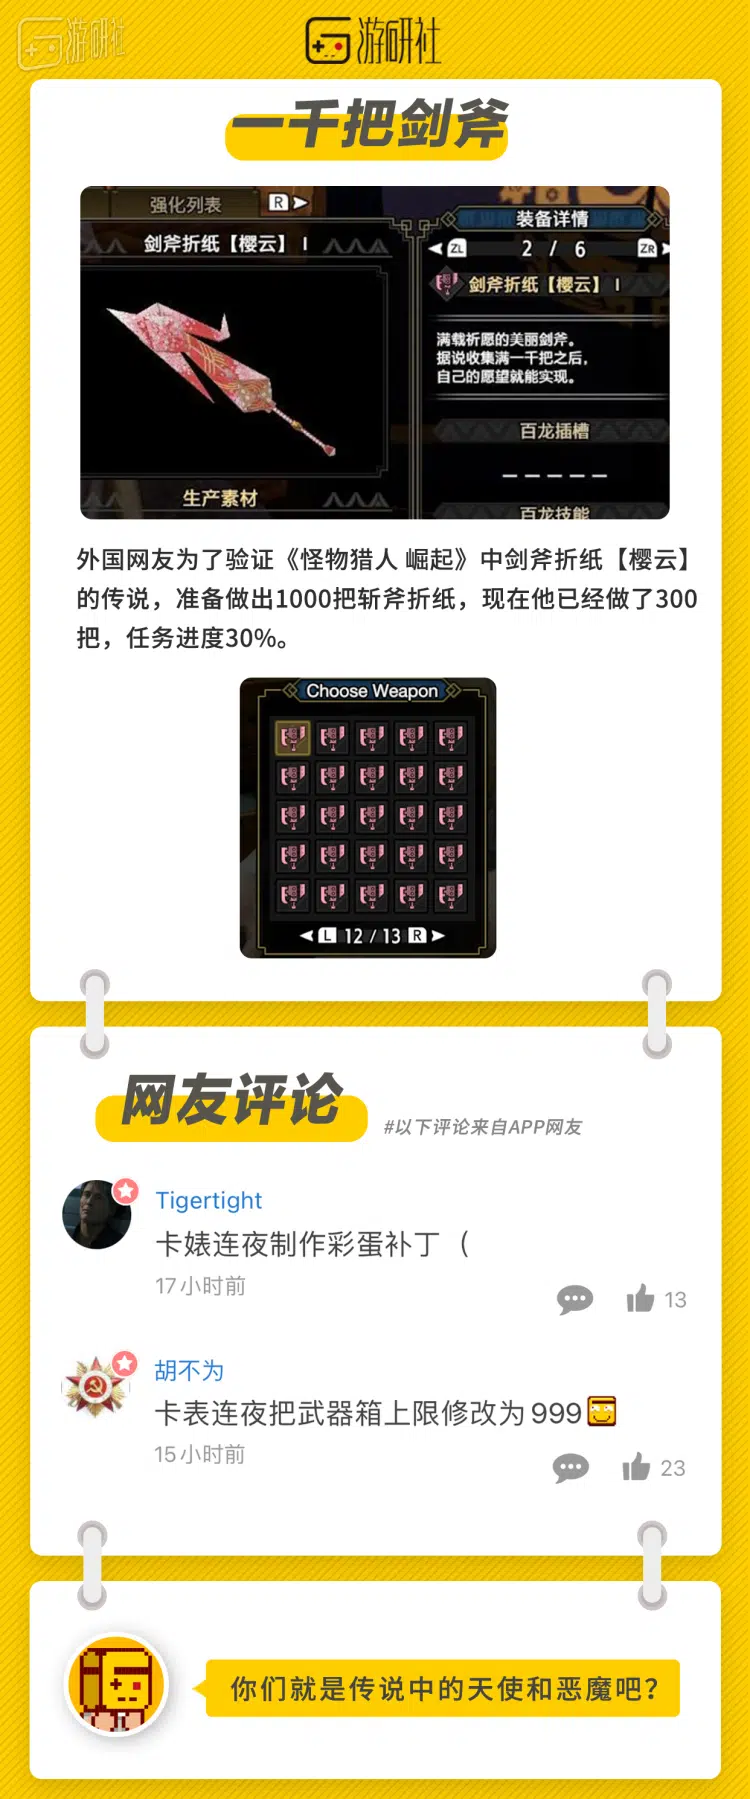 游研社
游研社
一千把剑斧
强化列表 R
剑斧折纸【樱云】 I
生产素材
装备详情
ZL 2 / 6 ZR
剑斧折纸【樱云】 I
满载祈愿的美丽剑斧。
据说收集满一千把之后，
自己的愿望就能实现。
百龙插槽
－－－－－
百龙技能
外国网友为了验证《怪物猎人 崛起》中剑斧折纸【樱云】
的传说，准备做出1000把斩斧折纸，现在他已经做了300
把，任务进度30%。
Choose Weapon
L 12 / 13 R
网友评论
#以下评论来自APP网友
Tigertight
卡婊连夜制作彩蛋补丁（
17小时前
13
胡不为
卡表连夜把武器箱上限修改为999
15小时前
23
你们就是传说中的天使和恶魔吧？